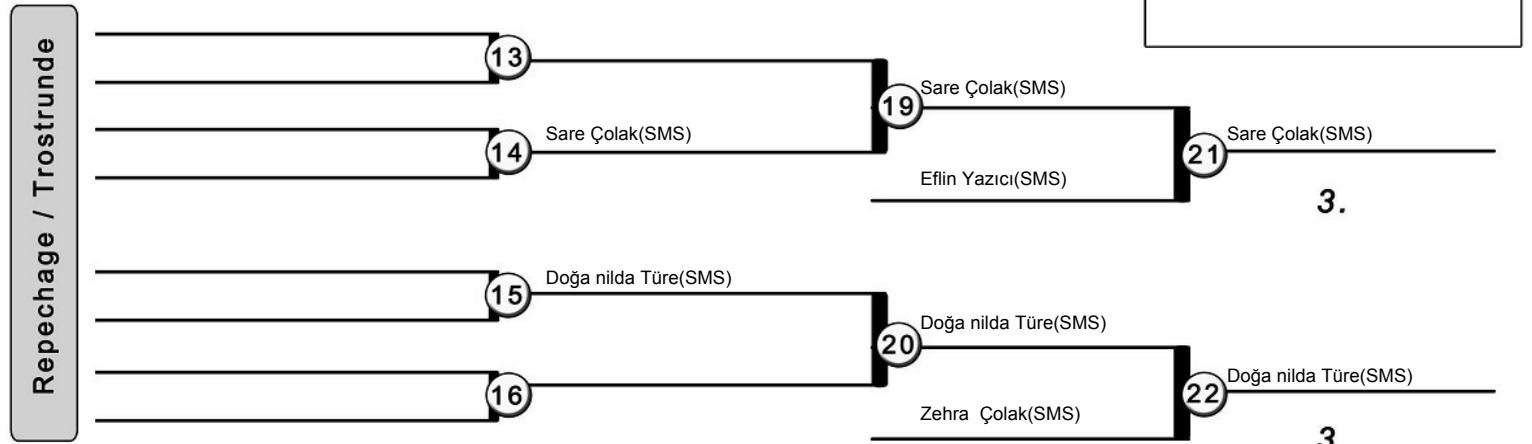 Repechage / Trostrunde
13
Sare Çolak(SMS)
19
14
Sare Çolak(SMS)
Sare Çolak(SMS)
21
Eflin Yazıcı(SMS)
3.
Doğa nilda Türe(SMS)
15
Doğa nilda Türe(SMS)
20
Doğa nilda Türe(SMS)
22
16
Zehra Çolak(SMS)
3